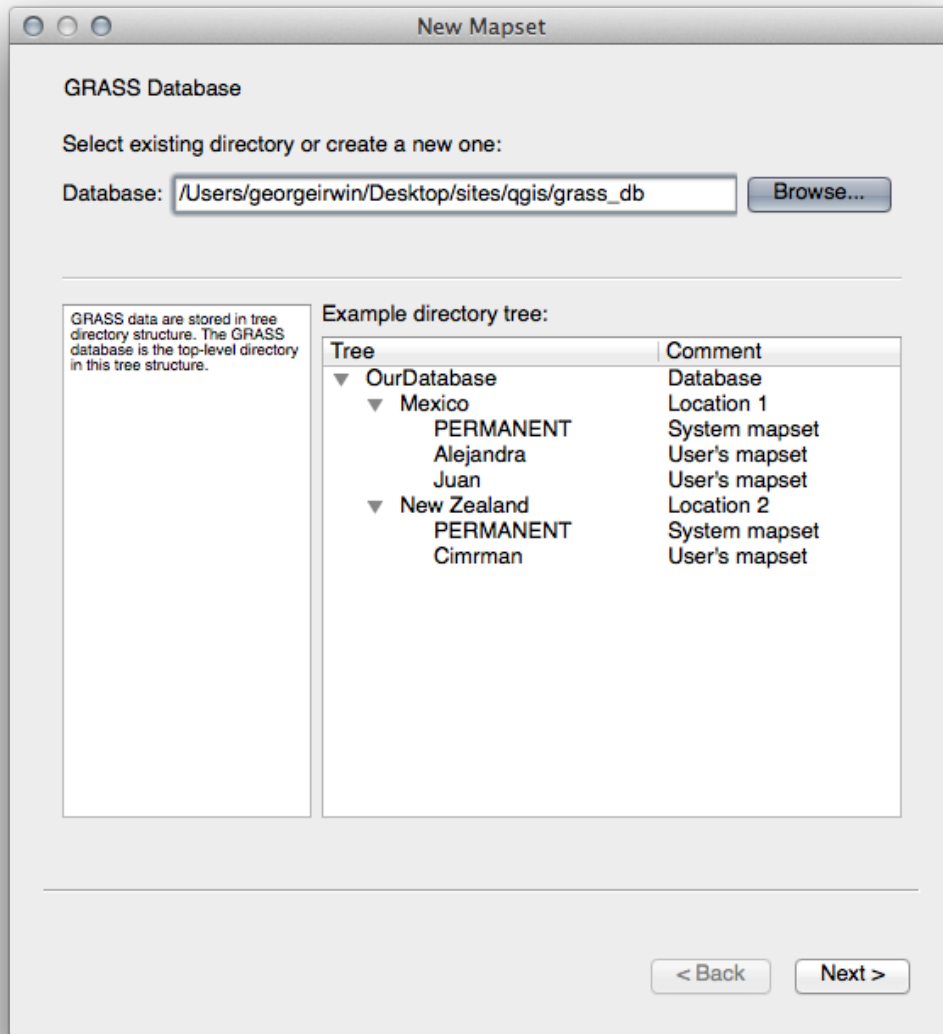 New Mapset
GRASS Database
Select existing directory or create a new one:
Database: /Users/georgeirwin/Desktop/sites/qgis/grass_db Browse...
GRASS data are stored in tree
directory structure. The GRASS
database is the top-level directory
in this tree structure.
Example directory tree:
Tree Comment
OurDatabase Database
Mexico Location 1
PERMANENT System mapset
Alejandra User's mapset
Juan User's mapset
New Zealand Location 2
PERMANENT System mapset
Cimrman User's mapset
< Back Next >